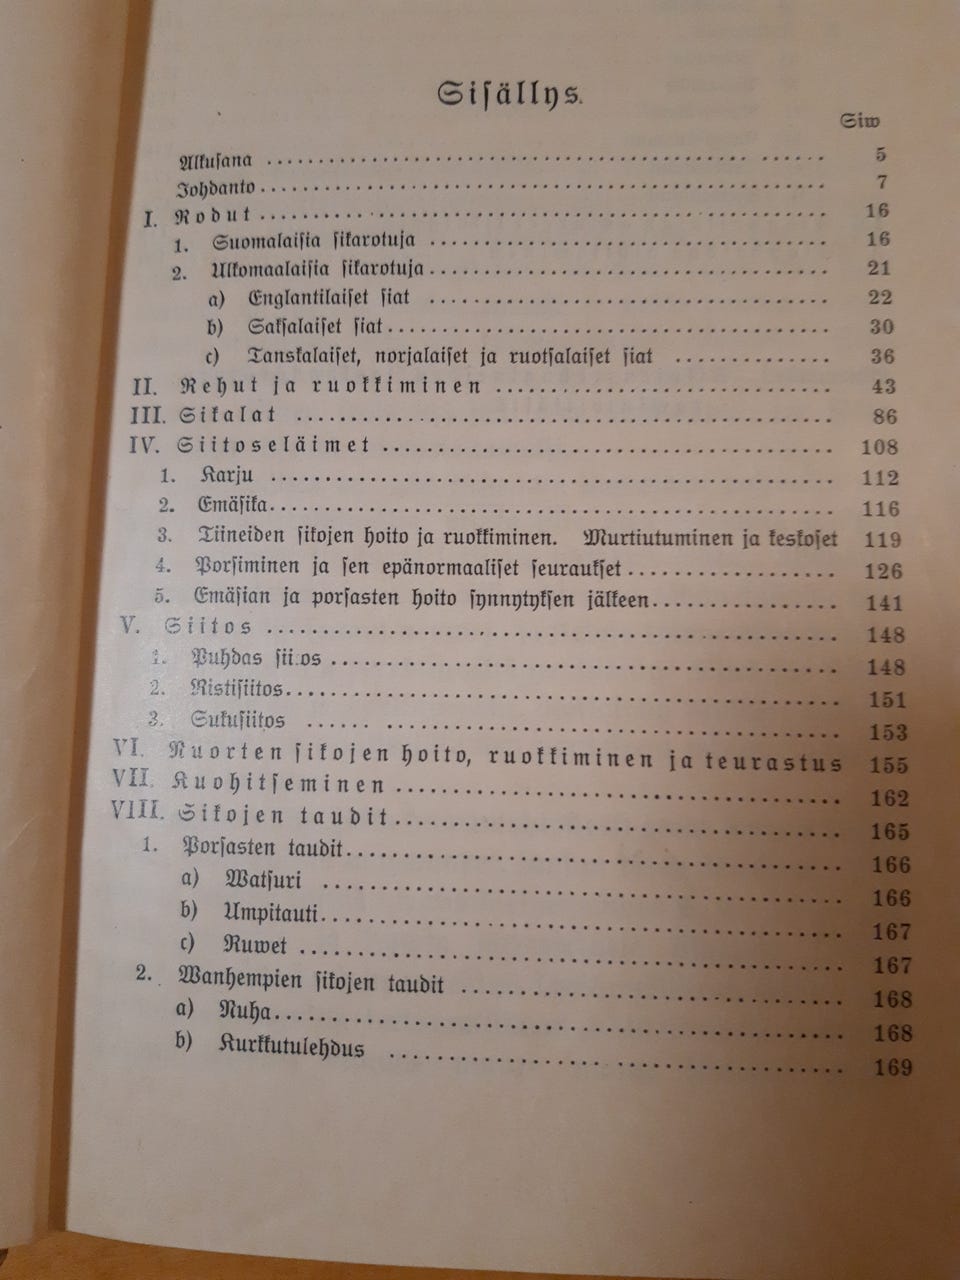 Sisällys.
Siw
Alkusana 5
Johdanto 7
I. Rodut 16
1. Suomalaisia sikarotuja 16
2. Ulkomaalaisia sikarotuja 21
a) Englantilaiset siat 22
b) Saksalaiset siat 30
c) Tanskalaiset, norjalaiset ja ruotsalaiset siat 36
II. Rehut ja ruokkiminen 43
III. Sikalat 86
IV. Siitoseläimet 108
1. Karju 112
2. Emäsika 116
3. Tiineiden sikojen hoito ja ruokkiminen. Murtiutuminen ja keskoset 119
4. Porsiminen ja sen epänormaaliset seuraukset 126
5. Emäsian ja porsasten hoito synnytyksen jälkeen 141
V. Siitos 148
1. Puhdas siitos 148
2. Ristisiitos 151
3. Sukusiitos 153
VI. Nuorten sikojen hoito, ruokkiminen ja teurastus 155
VII. Kuohitseminen 162
VIII. Sikojen taudit 165
1. Porsasten taudit 166
a) Watsuri 166
b) Umpitauti 167
c) Ruwet 167
2. Wanhempien sikojen taudit 168
a) Nuha 168
b) Kurkkutulehdus 169